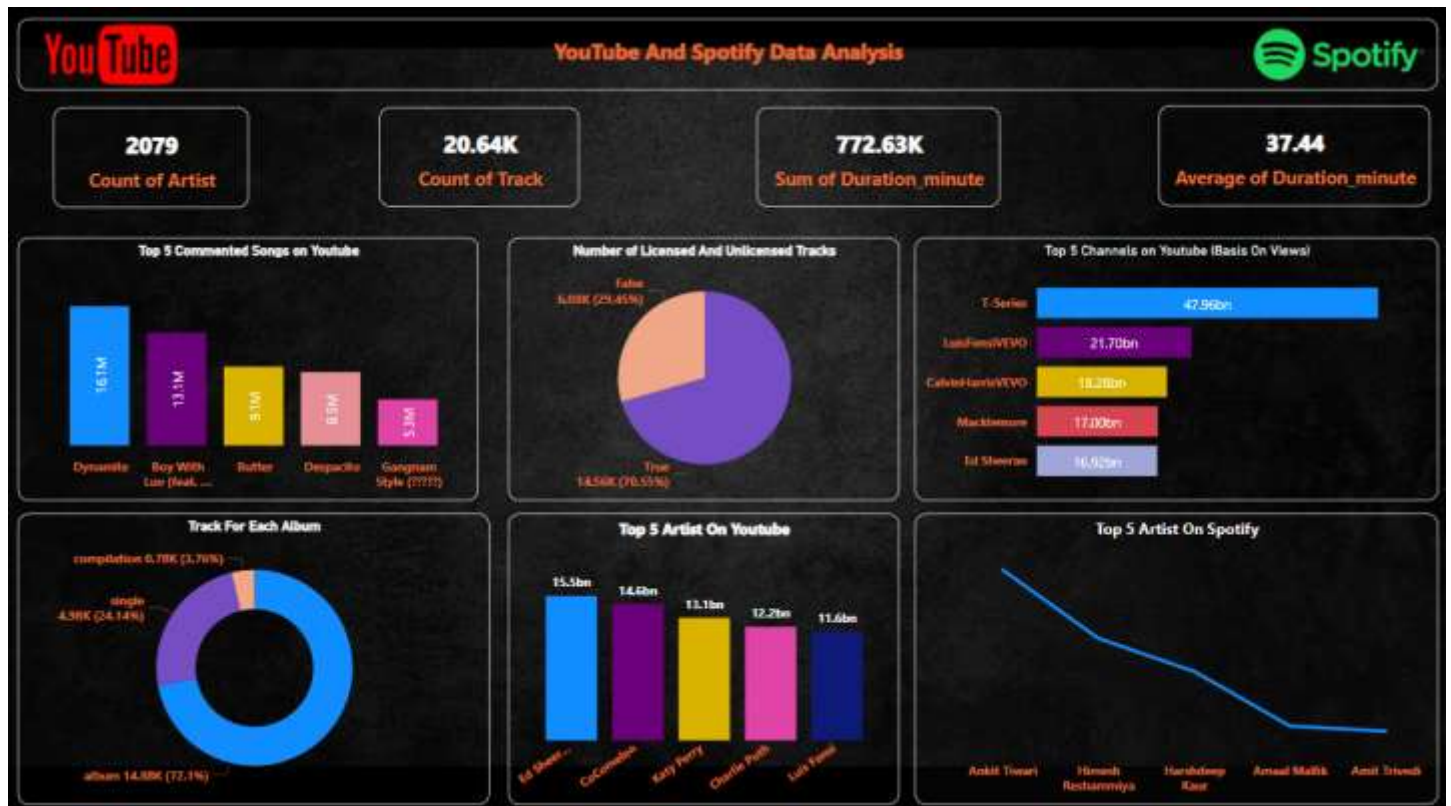 YouTube
YouTube And Spotify Data Analysis
Spotify
2079
Count of Artist
20.64K
Count of Track
772.63K
Sum of Duration_minute
37.44
Average of Duration_minute
Top 5 Commented Songs on Youtube
16.1M
13.1M
9.1M
8.5M
5.3M
Dynamite
Boy With
Luv (feat. ...
Butter
Despacito
Gangnam
Style (?????)
Number of Licensed And Unlicensed Tracks
False
6.08K (29.45%)
True
14.56K (70.55%)
Top 5 Channels on Youtube (Basis On Views)
T-Series
47.96bn
LuisFonsiVEVO
21.70bn
CalvinHarrisVEVO
18.28bn
Macklemore
17.00bn
Ed Sheeran
16.92bn
Track For Each Album
compilation 0.78K (3.76%)
single
4.98K (24.14%)
album 14.88K (72.1%)
Top 5 Artist On Youtube
15.5bn
14.6bn
13.1bn
12.2bn
11.6bn
Ed Sheer...
CoComelon
Katy Perry
Charlie Puth
Luis Fonsi
Top 5 Artist On Spotify
Ankit Tiwari
Himesh
Reshammiya
Harshdeep
Kaur
Amaal Mallik
Amit Trivedi